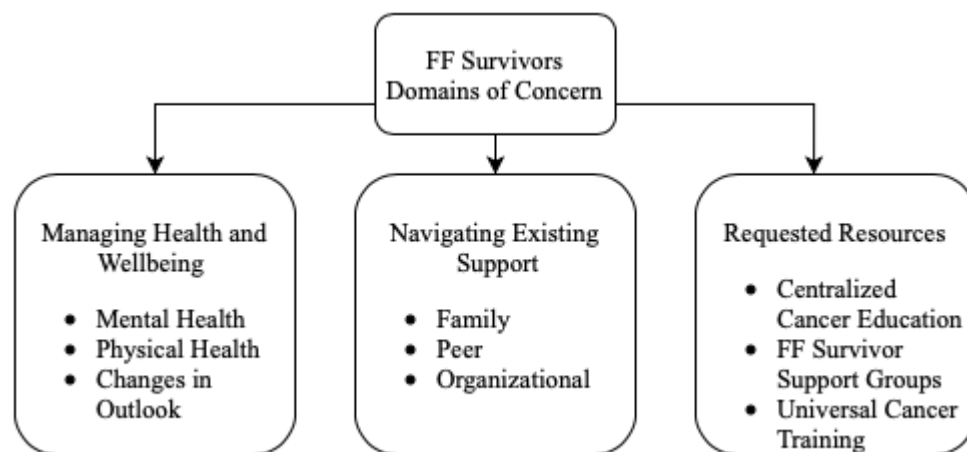 FF Survivors
Domains of Concern
Managing Health and
Wellbeing
• Mental Health
• Physical Health
• Changes in
Outlook
Navigating Existing
Support
• Family
• Peer
• Organizational
Requested Resources
• Centralized
Cancer Education
• FF Survivor
Support Groups
• Universal Cancer
Training